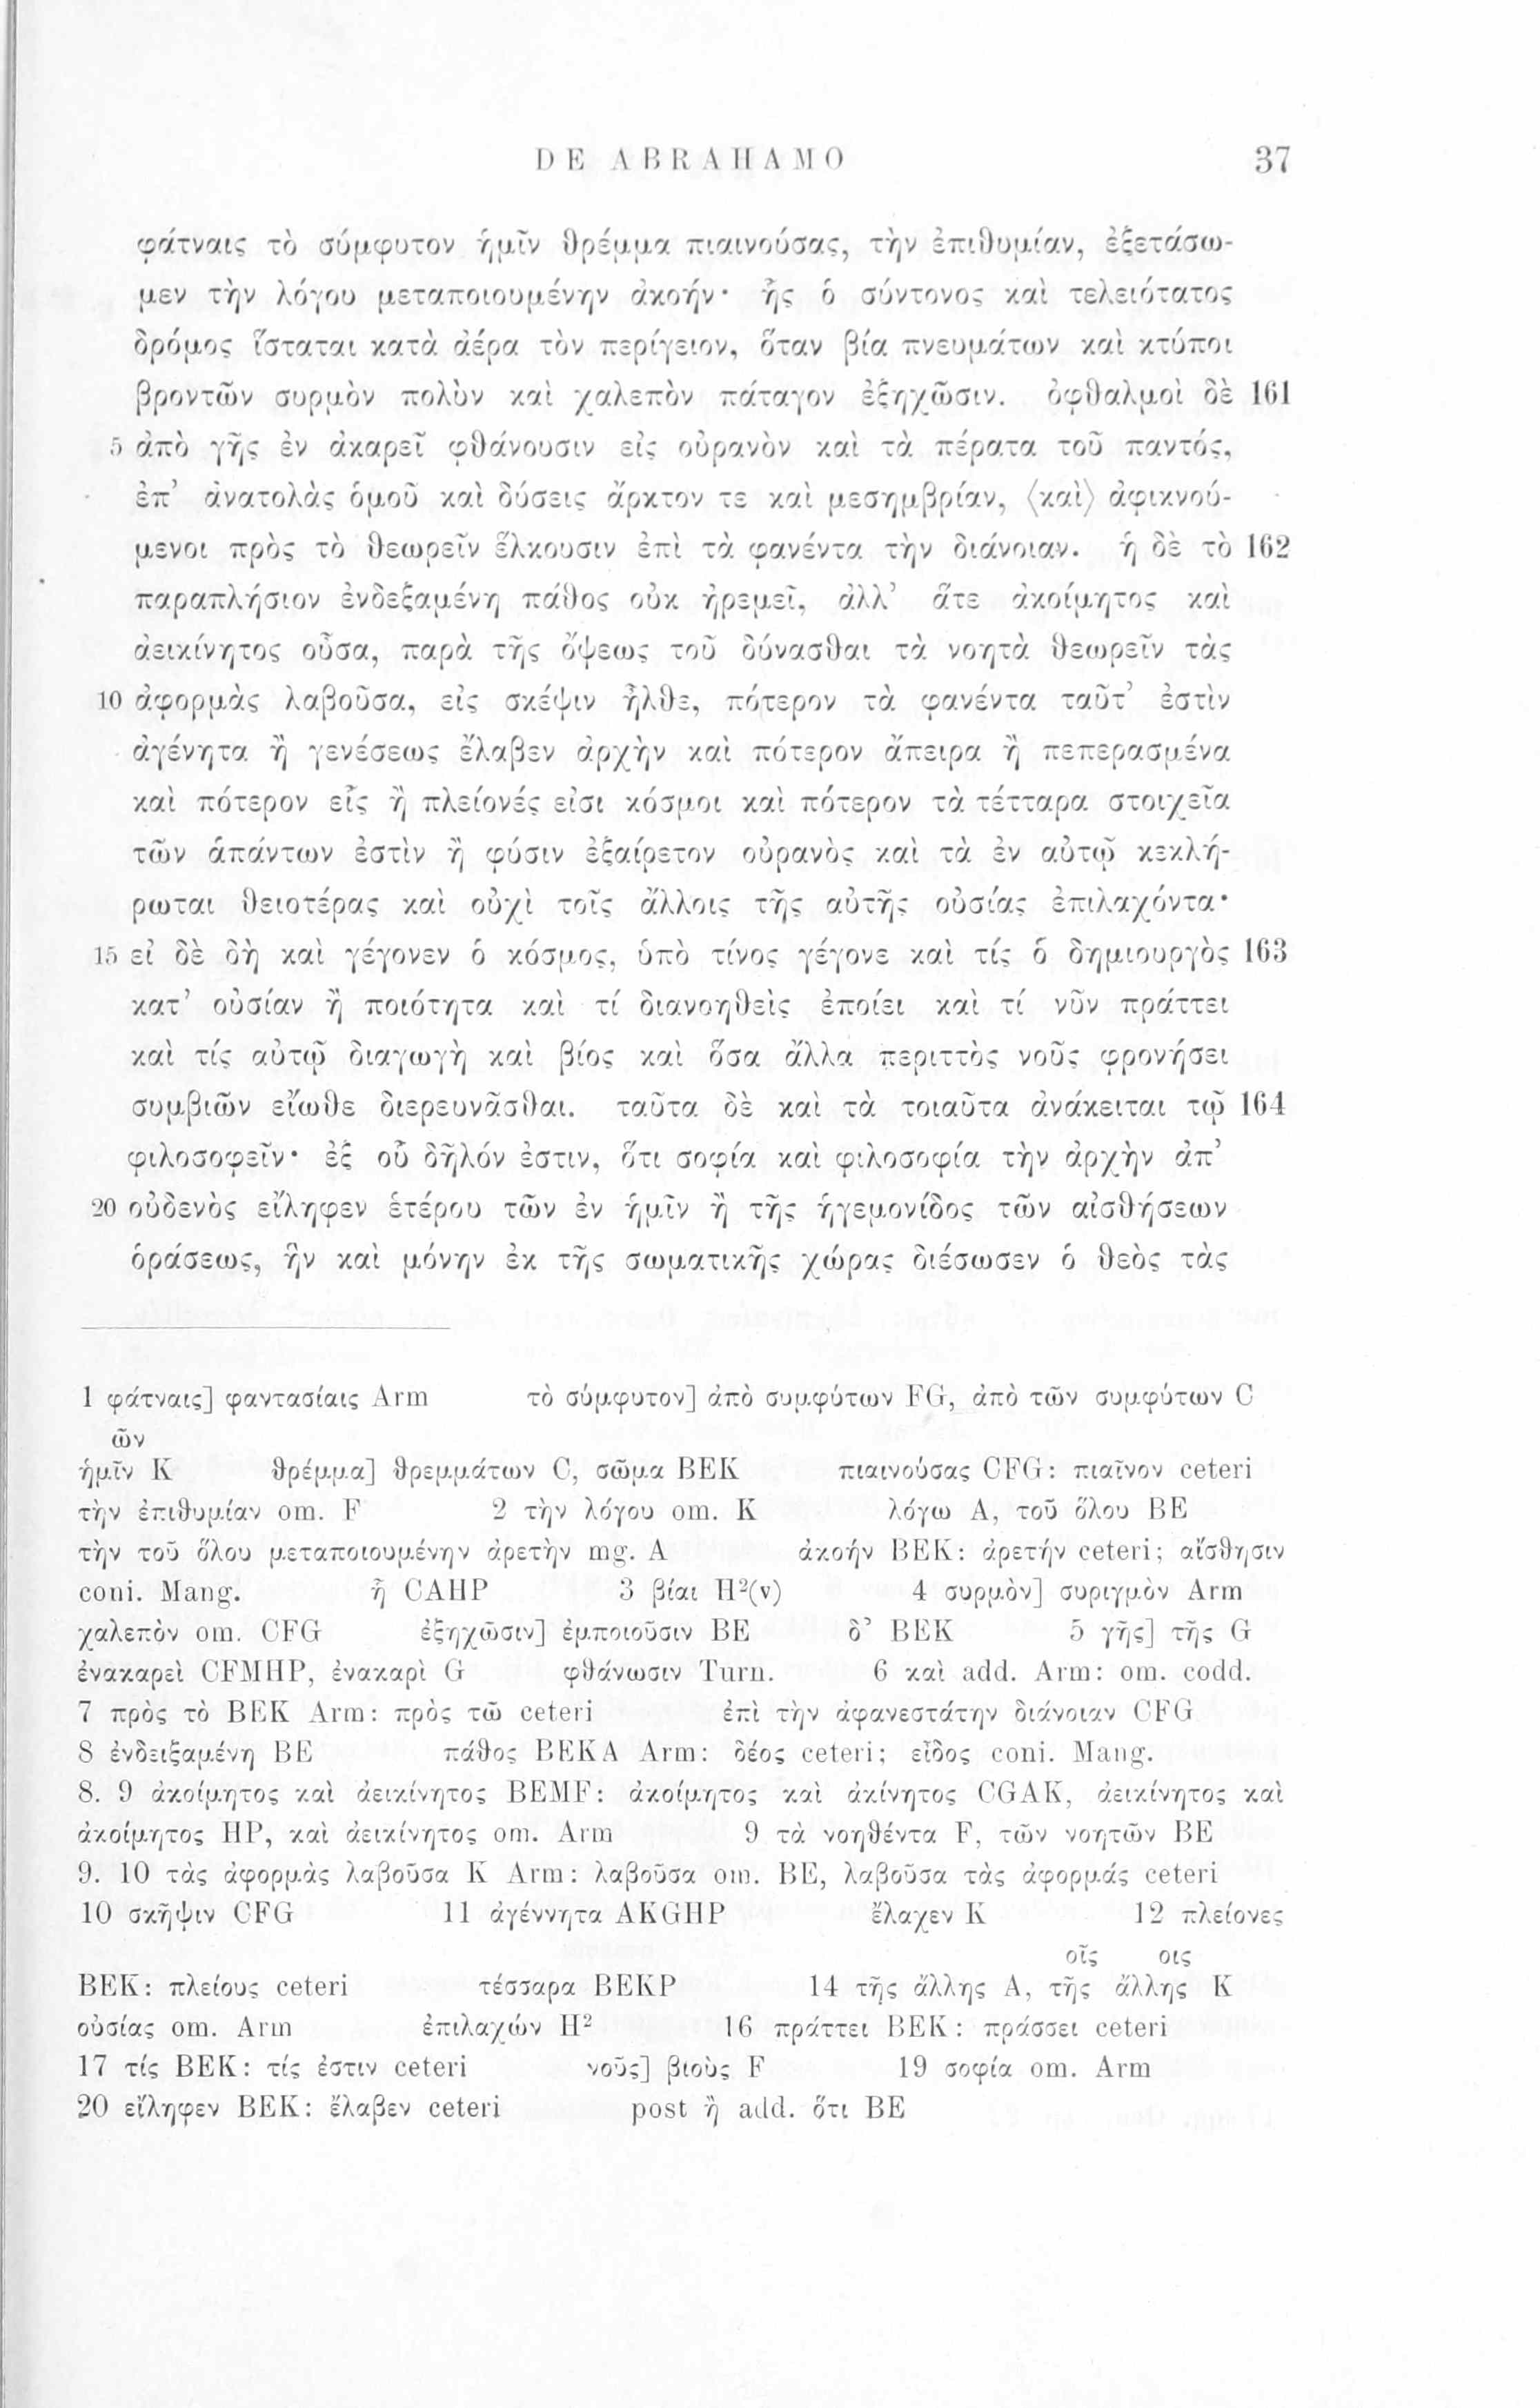 DE ABRAHAMO 37
φάτναις τὸ σύμφυτον ἡμῖν θρέμμα πιαινούσας, τὴν ἐπιθυμίαν, ἐξετάσω-
μεν τὴν λόγου μεταποιουμένην ἀκοήν· ἧς ὁ σύντονος καὶ τελειότατος
δρόμος ἵσταται κατὰ ἀέρα τὸν περίγειον, ὅταν βία πνευμάτων καὶ κτύποι
βροντῶν συρμὸν πολὺν καὶ χαλεπὸν πάταγον ἐξηχῶσιν. ὀφθαλμοὶ δὲ 161
5 ἀπὸ γῆς ἐν ἀκαρεῖ φθάνουσιν εἰς οὐρανὸν καὶ τὰ πέρατα τοῦ παντός,
ἐπ’ ἀνατολὰς ὁμοῦ καὶ δύσεις ἄρκτον τε καὶ μεσημβρίαν, ⟨καὶ⟩ ἀφικνού-
μενοι πρὸς τὸ θεωρεῖν ἕλκουσιν ἐπὶ τὰ φανέντα τὴν διάνοιαν. ἡ δὲ τὸ 162
παραπλήσιον ἐνδεξαμένη πάθος οὐκ ἠρεμεῖ, ἀλλ’ ἅτε ἀκοίμητος καὶ
ἀεικίνητος οὖσα, παρὰ τῆς ὄψεως τοῦ δύνασθαι τὰ νοητὰ θεωρεῖν τὰς
10 ἀφορμὰς λαβοῦσα, εἰς σκέψιν ἦλθε, πότερον τὰ φανέντα ταῦτ’ ἐστὶν
ἀγένητα ἢ γενέσεως ἔλαβεν ἀρχὴν καὶ πότερον ἄπειρα ἢ πεπερασμένα
καὶ πότερον εἷς ἢ πλείονές εἰσι κόσμοι καὶ πότερον τὰ τέτταρα στοιχεῖα
τῶν ἁπάντων ἐστὶν ἢ φύσιν ἐξαίρετον οὐρανὸς καὶ τὰ ἐν αὐτῷ κεκλή-
ρωται θειοτέρας καὶ οὐχὶ τοῖς ἄλλοις τῆς αὐτῆς οὐσίας ἐπιλαχόντα·
15 εἰ δὲ δὴ καὶ γέγονεν ὁ κόσμος, ὑπὸ τίνος γέγονε καὶ τίς ὁ δημιουργὸς 163
κατ’ οὐσίαν ἢ ποιότητα καὶ τί διανοηθεὶς ἐποίει καὶ τί νῦν πράττει
καὶ τίς αὐτῷ διαγωγὴ καὶ βίος καὶ ὅσα ἄλλα περιττὸς νοῦς φρονήσει
συμβιῶν εἴωθε διερευνᾶσθαι. ταῦτα δὲ καὶ τὰ τοιαῦτα ἀνάκειται τῷ 164
φιλοσοφεῖν· ἐξ οὗ δῆλόν ἐστιν, ὅτι σοφία καὶ φιλοσοφία τὴν ἀρχὴν ἀπ’
20 οὐδενὸς εἴληφεν ἑτέρου τῶν ἐν ἡμῖν ἢ τῆς ἡγεμονίδος τῶν αἰσθήσεων
ὁράσεως, ἣν καὶ μόνην ἐκ τῆς σωματικῆς χώρας διέσωσεν ὁ θεὸς τὰς
1 φάτναις] φαντασίαις Arm τὸ σύμφυτον] ἀπὸ συμφύτων FG, ἀπὸ τῶν συμφύτων C
ῶν
ἡμῖν K θρέμμα] θρεμμάτων C, σῶμα BEK πιαινούσας CFG: πιαῖνον ceteri
τὴν ἐπιθυμίαν om. F 2 τὴν λόγου om. K λόγω A, τοῦ ὅλου BE
τὴν τοῦ ὅλου μεταποιουμένην ἀρετὴν mg. A ἀκοήν BEK: ἀρετήν ceteri; αἴσθησιν
coni. Mang. ἧ CAHP 3 βίαι H²(v) 4 συρμὸν] συριγμὸν Arm
χαλεπὸν om. CFG ἐξηχῶσιν] ἐμποιοῦσιν BE δ’ BEK 5 γῆς] τῆς G
ἐνακαρεὶ CFMHP, ἐνακαρὶ G φθάνωσιν Turn. 6 καὶ add. Arm: om. codd.
7 πρὸς τὸ BEK Arm: πρὸς τῶ ceteri ἐπὶ τὴν ἀφανεστάτην διάνοιαν CFG
8 ἐνδειξαμένη BE πάθος BEKA Arm: δέος ceteri; εἶδος coni. Mang.
8. 9 ἀκοίμητος καὶ ἀεικίνητος BEMF: ἀκοίμητος καὶ ἀκίνητος CGAK, ἀεικίνητος καὶ
ἀκοίμητος HP, καὶ ἀεικίνητος om. Arm 9 τὰ νοηθέντα F, τῶν νοητῶν BE
9. 10 τὰς ἀφορμὰς λαβοῦσα K Arm: λαβοῦσα om. BE, λαβοῦσα τὰς ἀφορμάς ceteri
10 σκῆψιν CFG 11 ἀγέννητα AKGHP ἔλαχεν K 12 πλείονες
οῖς οις
BEK: πλείους ceteri τέσσαρα BEKP 14 τῆς ἄλλης A, τῆς ἄλλης K
οὐσίας om. Arm ἐπιλαχών H² 16 πράττει BEK: πράσσει ceteri
17 τίς BEK: τίς ἐστιν ceteri νοῦς] βιοὺς F 19 σοφία om. Arm
20 εἴληφεν BEK: ἔλαβεν ceteri post ἢ add. ὅτι BE